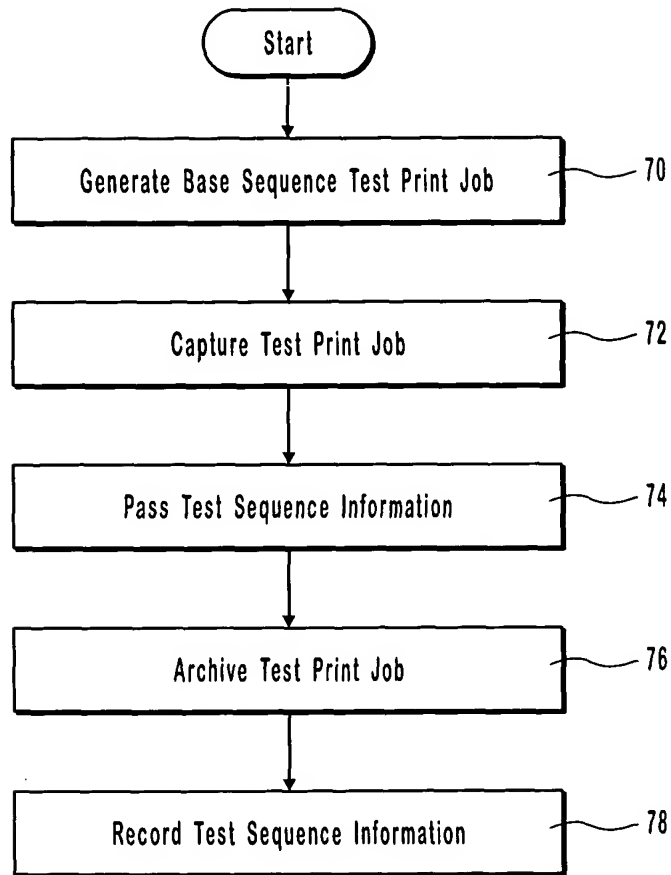 Start
Generate Base Sequence Test Print Job
70
Capture Test Print Job
72
Pass Test Sequence Information
74
Archive Test Print Job
76
Record Test Sequence Information
78